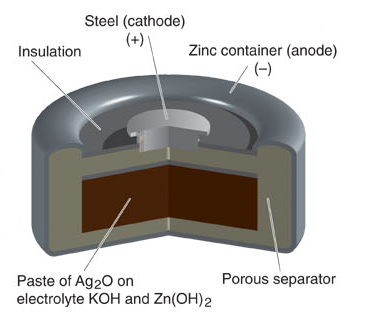 Steel (cathode)
(+)
Insulation
Zinc container (anode)
(−)
Paste of Ag2O on
electrolyte KOH and Zn(OH)2
Porous separator